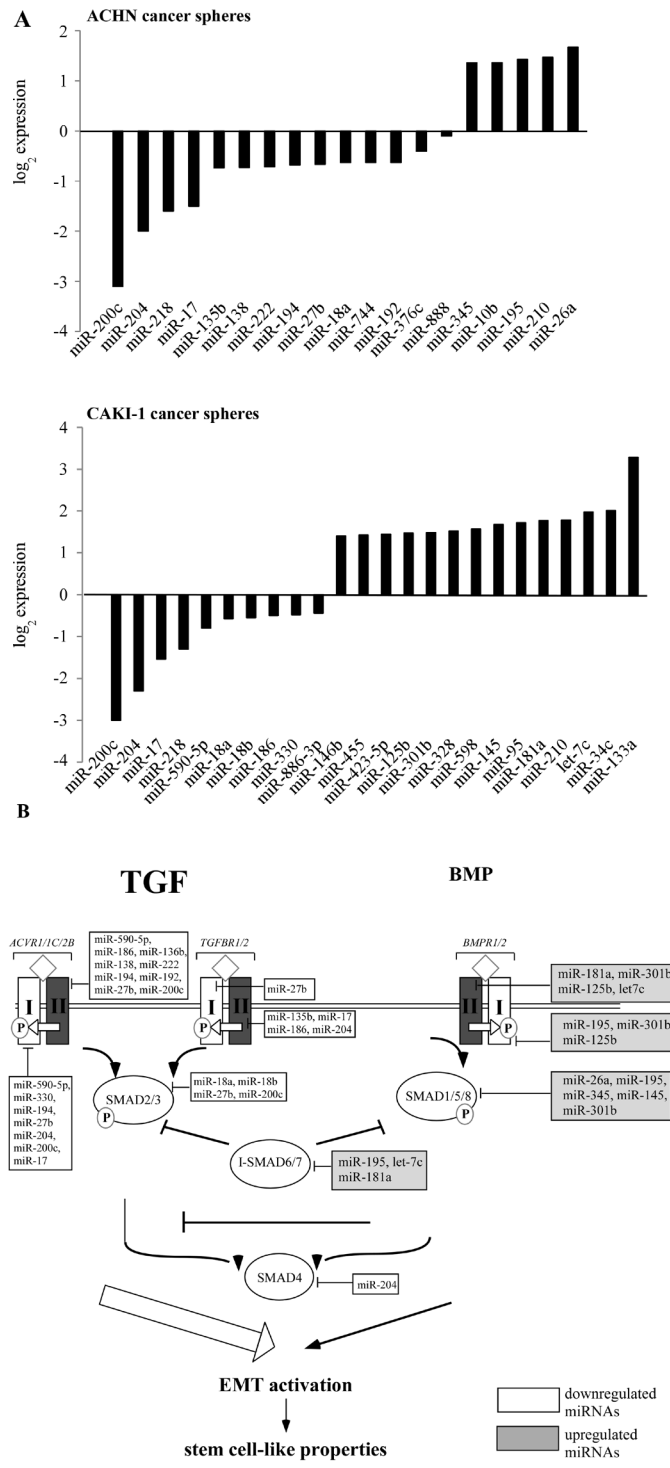 A
ACHN cancer spheres
log2 expression
2
1
0
-1
-2
-3
-4
miR-200c
miR-204
miR-218
miR-17
miR-135b
miR-138
miR-222
miR-194
miR-27b
miR-18a
miR-744
miR-192
miR-376c
miR-888
miR-345
miR-10b
miR-195
miR-210
miR-26a
CAKI-1 cancer spheres
log2 expression
4
3
2
1
0
-1
-2
-3
-4
miR-200c
miR-204
miR-17
miR-218
miR-590-5p
miR-18a
miR-18b
miR-186
miR-330
miR-886-3p
miR-146b
miR-455
miR-423-5p
miR-125b
miR-301b
miR-328
miR-598
miR-145
miR-95
miR-181a
miR-210
let-7c
miR-34c
miR-133a
B
TGF
BMP
ACVR1/1C/2B
TGFBR1/2
BMPR1/2
miR-590-5p,
miR-186, miR-136b,
miR-138, miR-222
miR-194, miR-192,
miR-27b, miR-200c
miR-27b
miR-181a, miR-301b
miR-125b, let7c
I
II
I
II
II
I
P
P
P
miR-135b, miR-17
miR-186, miR-204
miR-195, miR-301b
miR-125b
miR-590-5p,
miR-330,
miR-194,
miR-27b
miR-204,
miR-200c,
miR-17
SMAD2/3
P
miR-18a, miR-18b
miR-27b, miR-200c
SMAD1/5/8
P
miR-26a, miR-195,
miR-345, miR-145,
miR-301b
I-SMAD6/7
miR-195, let-7c
miR-181a
SMAD4
miR-204
EMT activation
stem cell-like properties
downregulated
miRNAs
upregulated
miRNAs